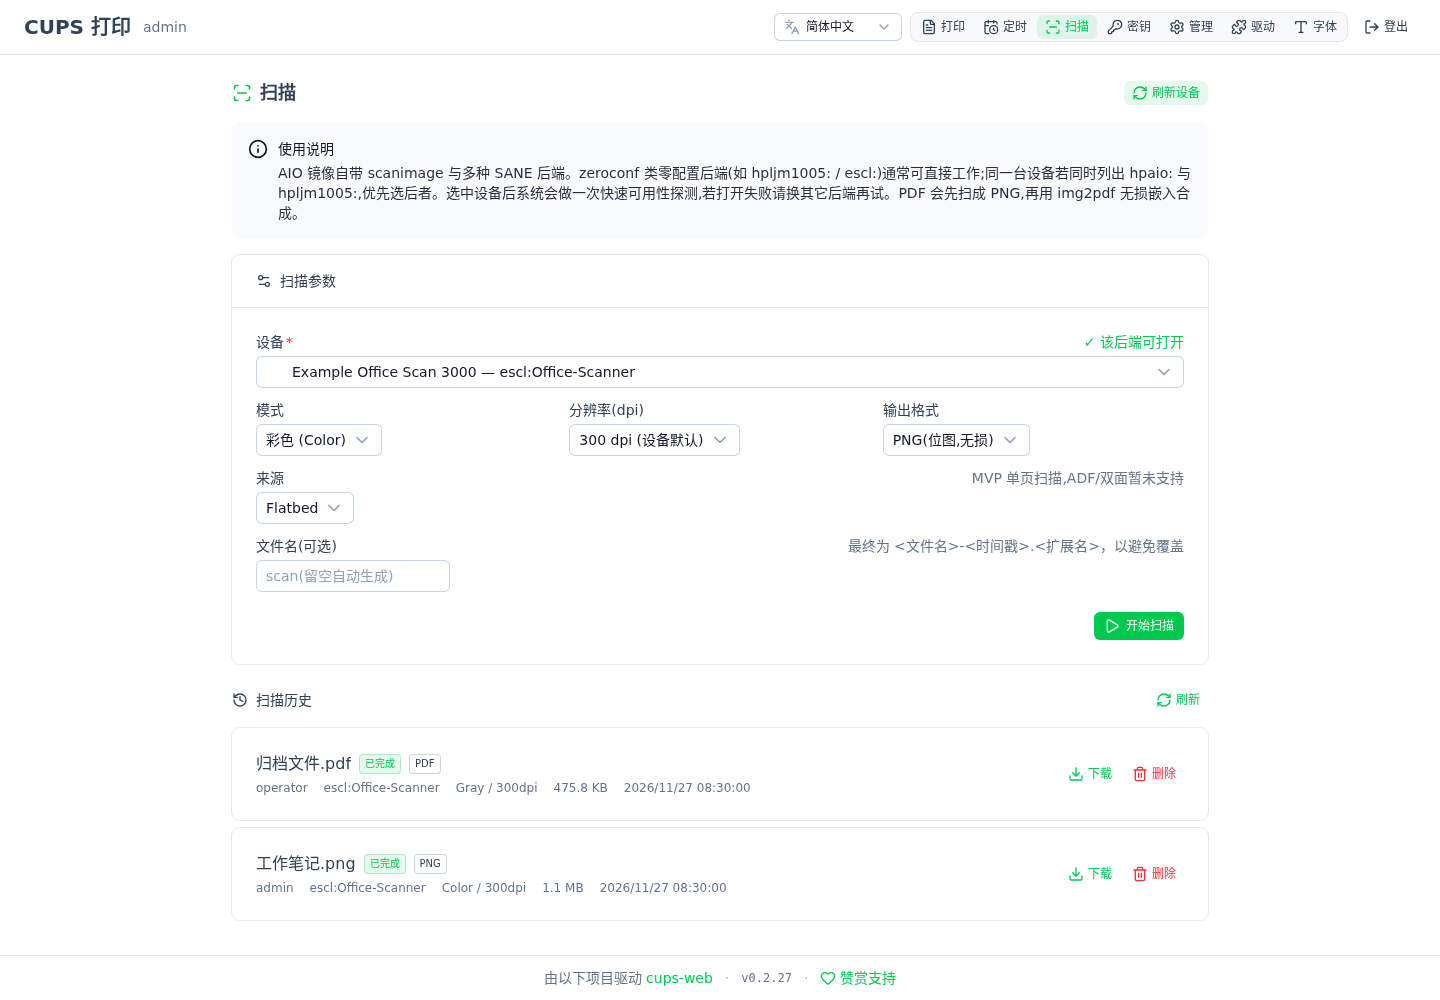 CUPS 打印 admin 简体中文 打印 定时 扫描 密钥 管理 驱动 字体 登出
扫描 刷新设备
使用说明
AIO 镜像自带 scanimage 与多种 SANE 后端。zeroconf 类零配置后端(如 hpljm1005: / escl:)通常可直接工作;同一台设备若同时列出 hpaio: 与
hpljm1005:,优先选后者。选中设备后系统会做一次快速可用性探测,若打开失败请换其它后端再试。PDF 会先扫成 PNG,再用 img2pdf 无损嵌入合
成。
扫描参数
设备* ✓ 该后端可打开
Example Office Scan 3000 — escl:Office-Scanner
模式 分辨率(dpi) 输出格式
彩色 (Color) 300 dpi (设备默认) PNG(位图,无损)
来源 MVP 单页扫描,ADF/双面暂未支持
Flatbed
文件名(可选) 最终为 <文件名>-<时间戳>.<扩展名>，以避免覆盖
scan(留空自动生成)
开始扫描
扫描历史 刷新
归档文件.pdf 已完成 PDF
operator escl:Office-Scanner Gray / 300dpi 475.8 KB 2026/11/27 08:30:00
下载 删除
工作笔记.png 已完成 PNG
admin escl:Office-Scanner Color / 300dpi 1.1 MB 2026/11/27 08:30:00
下载 删除
由以下项目驱动 cups-web · v0.2.27 · 赞赏支持